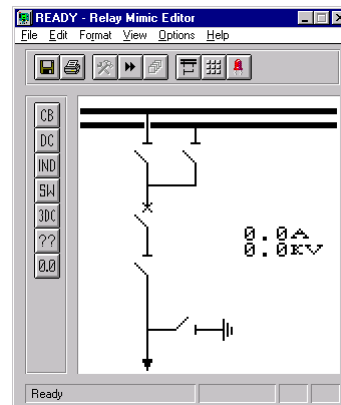 READY - Relay Mimic Editor
File Edit Format View Options Help
CB
DC
IND
SW
3DC
??
0.0
0.0A
0.0KV
Ready